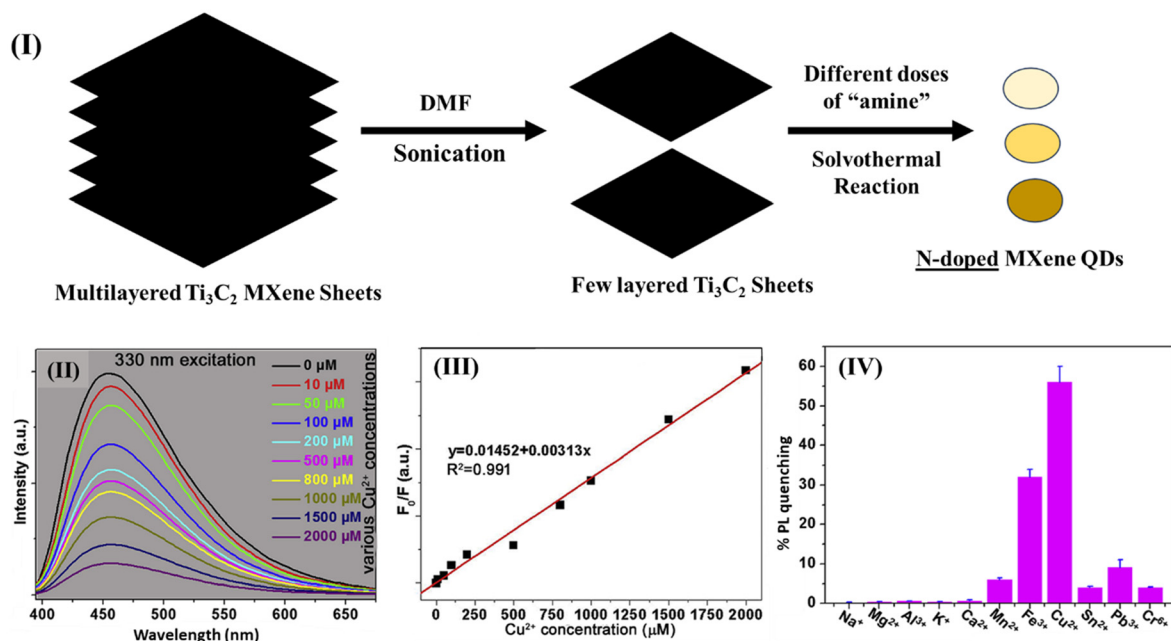 (I)
DMF
Sonication
Different doses
of “amine”
Solvothermal
Reaction
N-doped MXene QDs
Multilayered Ti₃C₂ MXene Sheets
Few layered Ti₃C₂ Sheets
(II)
330 nm excitation
0 µM
10 µM
50 µM
100 µM
200 µM
500 µM
800 µM
1000 µM
1500 µM
2000 µM
various Cu²⁺ concentrations
Intensity (a.u.)
400 450 500 550 600 650
Wavelength (nm)
(III)
y=0.01452+0.00313x
R²=0.991
F₀/F (a.u.)
0 250 500 750 1000 1250 1500 1750 2000
Cu²⁺ concentration (µM)
(IV)
% PL quenching
60
50
40
30
20
10
0
Na⁺ Mg²⁺ Al³⁺ K⁺ Ca²⁺ Mn²⁺ Fe³⁺ Cu²⁺ Sn²⁺ Pb³⁺ Cr⁶⁺